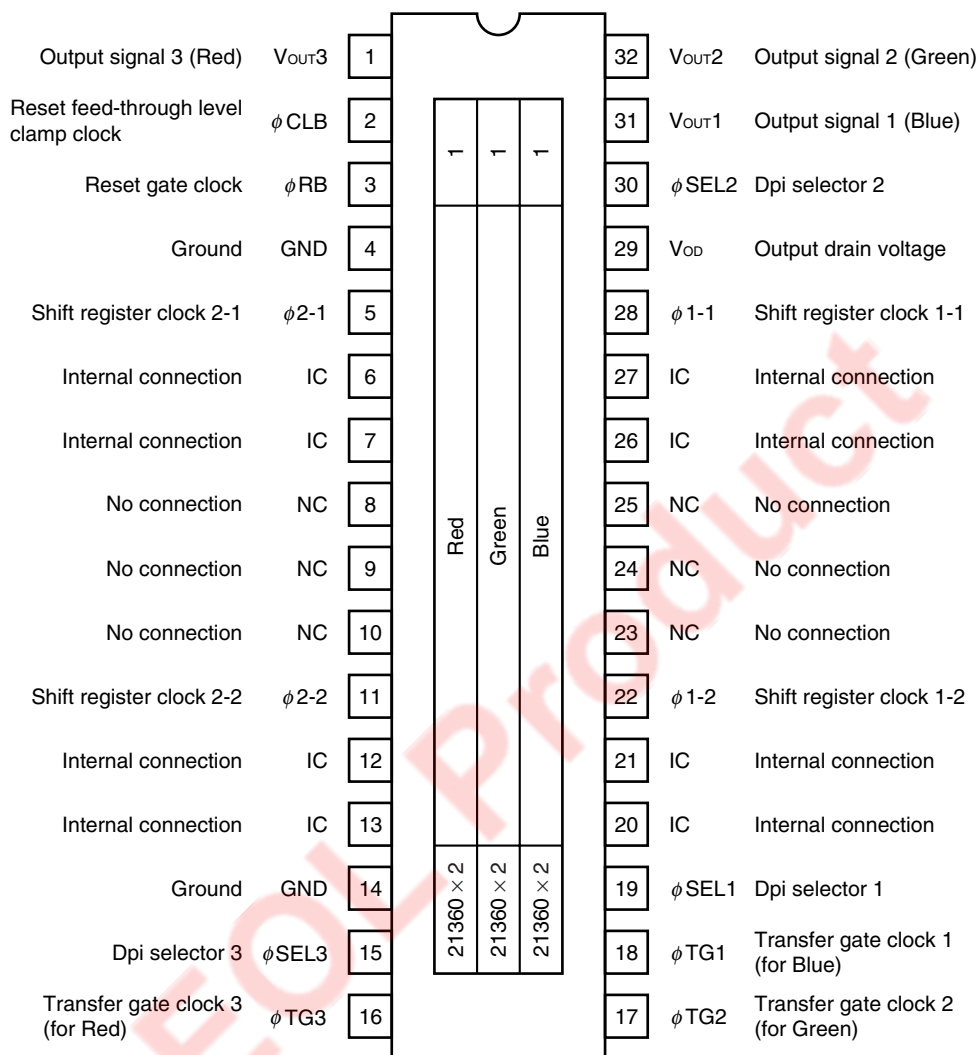 Output signal 3 (Red) VOUT3 1 32 VOUT2 Output signal 2 (Green)
Reset feed-through level
clamp clock φCLB 2 31 VOUT1 Output signal 1 (Blue)
Reset gate clock φRB 3 30 φSEL2 Dpi selector 2
Ground GND 4 29 VOD Output drain voltage
Shift register clock 2-1 φ2-1 5 28 φ1-1 Shift register clock 1-1
Internal connection IC 6 27 IC Internal connection
Internal connection IC 7 26 IC Internal connection
No connection NC 8 25 NC No connection
No connection NC 9 24 NC No connection
No connection NC 10 23 NC No connection
Shift register clock 2-2 φ2-2 11 22 φ1-2 Shift register clock 1-2
Internal connection IC 12 21 IC Internal connection
Internal connection IC 13 20 IC Internal connection
Ground GND 14 19 φSEL1 Dpi selector 1
Dpi selector 3 φSEL3 15 18 φTG1 Transfer gate clock 1
(for Blue)
Transfer gate clock 3
(for Red) φTG3 16 17 φTG2 Transfer gate clock 2
(for Green)
1 1 1
Red Green Blue
21360 × 2 21360 × 2 21360 × 2
EOL Product